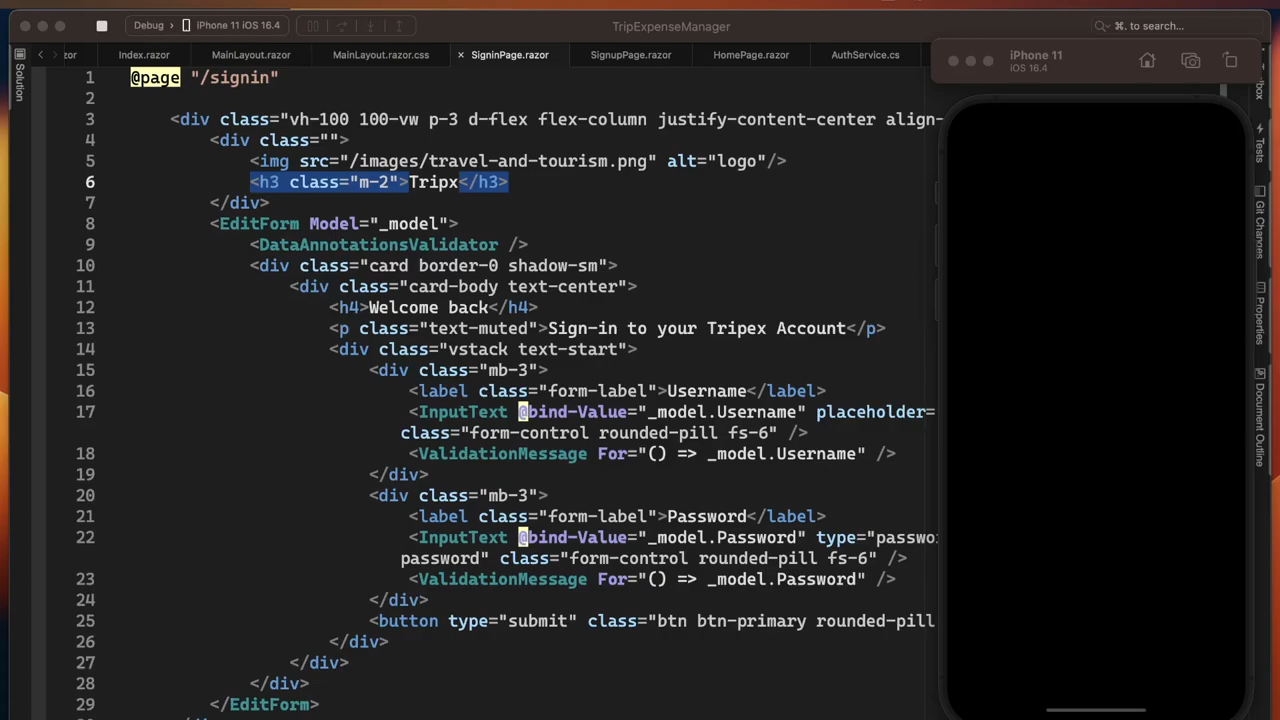 Debug > iPhone 11 iOS 16.4
TripExpenseManager
⌘. to search...
zor
Index.razor
MainLayout.razor
MainLayout.razor.css
× SigninPage.razor
SignupPage.razor
HomePage.razor
AuthService.cs
iPhone 11
iOS 16.4
Solution
box
Tests
Git Changes
Properties
Document Outline
1 @page "/signin"
2
3 <div class="vh-100 100-vw p-3 d-flex flex-column justify-content-center align-
4 <div class="">
5 <img src="/images/travel-and-tourism.png" alt="logo"/>
6 <h3 class="m-2">Tripx</h3>
7 </div>
8 <EditForm Model="_model">
9 <DataAnnotationsValidator />
10 <div class="card border-0 shadow-sm">
11 <div class="card-body text-center">
12 <h4>Welcome back</h4>
13 <p class="text-muted">Sign-in to your Tripex Account</p>
14 <div class="vstack text-start">
15 <div class="mb-3">
16 <label class="form-label">Username</label>
17 <InputText @bind-Value="_model.Username" placeholder=
class="form-control rounded-pill fs-6" />
18 <ValidationMessage For="() => _model.Username" />
19 </div>
20 <div class="mb-3">
21 <label class="form-label">Password</label>
22 <InputText @bind-Value="_model.Password" type="passwo
password" class="form-control rounded-pill fs-6" />
23 <ValidationMessage For="() => _model.Password" />
24 </div>
25 <button type="submit" class="btn btn-primary rounded-pill
26 </div>
27 </div>
28 </div>
29 </EditForm>